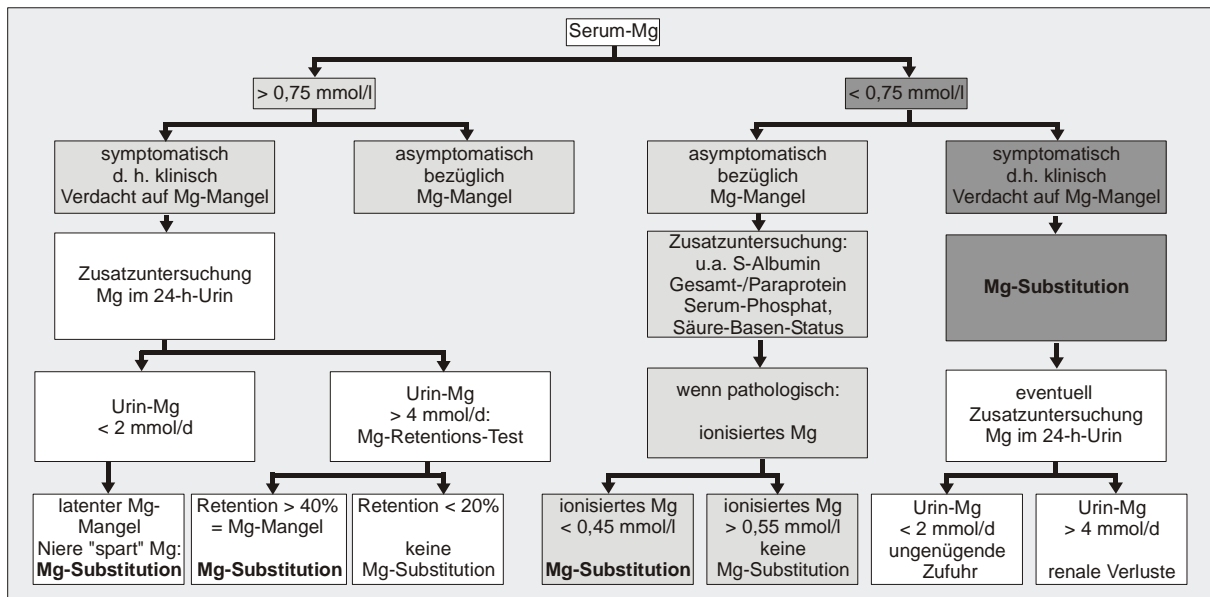 Serum-Mg
> 0,75 mmol/l
< 0,75 mmol/l
symptomatisch
d. h. klinisch
Verdacht auf Mg-Mangel
asymptomatisch
bezüglich
Mg-Mangel
asymptomatisch
bezüglich
Mg-Mangel
symptomatisch
d.h. klinisch
Verdacht auf Mg-Mangel
Zusatzuntersuchung
Mg im 24-h-Urin
Zusatzuntersuchung:
u.a. S-Albumin
Gesamt-/Paraprotein
Serum-Phosphat,
Säure-Basen-Status
Mg-Substitution
Urin-Mg
< 2 mmol/d
Urin-Mg
> 4 mmol/d:
Mg-Retentions-Test
wenn pathologisch:
ionisiertes Mg
eventuell
Zusatzuntersuchung
Mg im 24-h-Urin
latenter Mg-
Mangel
Niere "spart" Mg:
Mg-Substitution
Retention > 40%
= Mg-Mangel
Mg-Substitution
Retention < 20%
keine
Mg-Substitution
ionisiertes Mg
< 0,45 mmol/l
Mg-Substitution
ionisiertes Mg
> 0,55 mmol/l
keine
Mg-Substitution
Urin-Mg
< 2 mmol/d
ungenügende
Zufuhr
Urin-Mg
> 4 mmol/d
renale Verluste